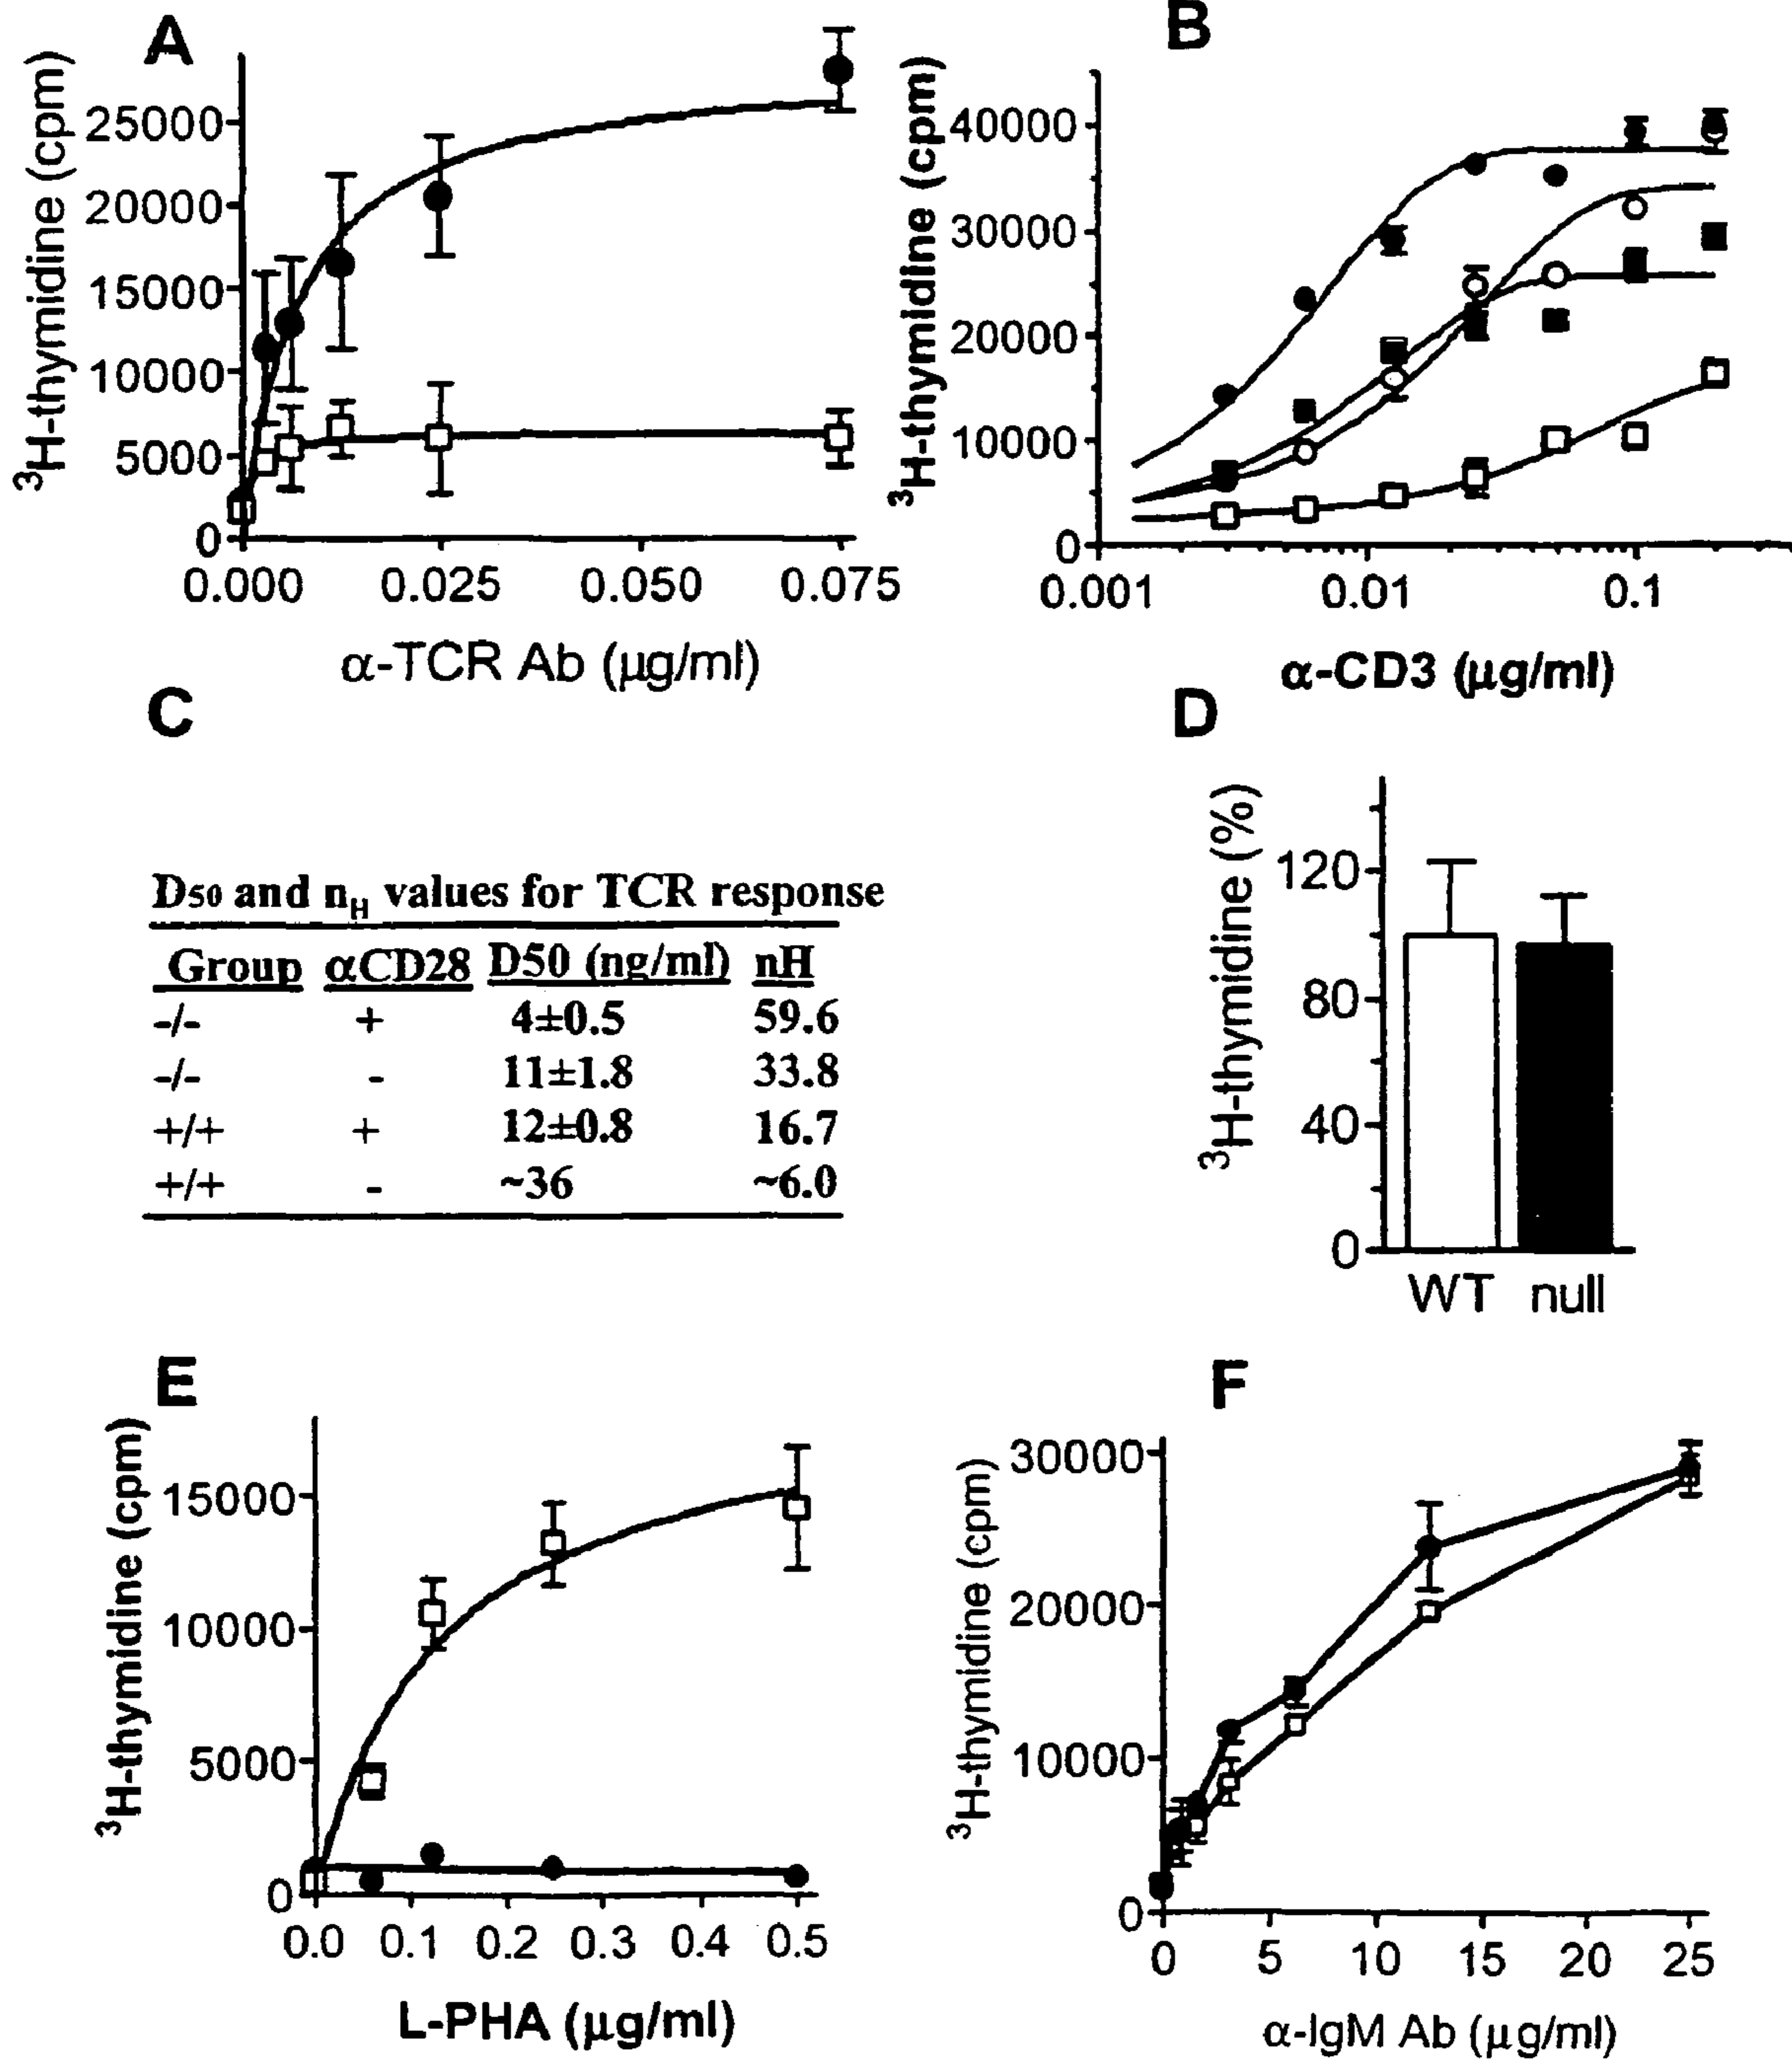 A
³H-thymidine (cpm)
25000
20000
15000
10000
5000
0
0.000 0.025 0.050 0.075
α-TCR Ab (μg/ml)
B
³H-thymidine (cpm)
40000
30000
20000
10000
0
0.001 0.01 0.1
α-CD3 (μg/ml)
C
D50 and nH values for TCR response
Group αCD28 D50 (ng/ml) nH
-/- + 4±0.5 59.6
-/- - 11±1.8 33.8
+/+ + 12±0.8 16.7
+/+ - ~36 ~6.0
D
³H-thymidine (%)
120
80
40
0
WT null
E
³H-thymidine (cpm)
15000
10000
5000
0
0.0 0.1 0.2 0.3 0.4 0.5
L-PHA (μg/ml)
F
³H-thymidine (cpm)
30000
20000
10000
0
0 5 10 15 20 25
α-IgM Ab (μg/ml)